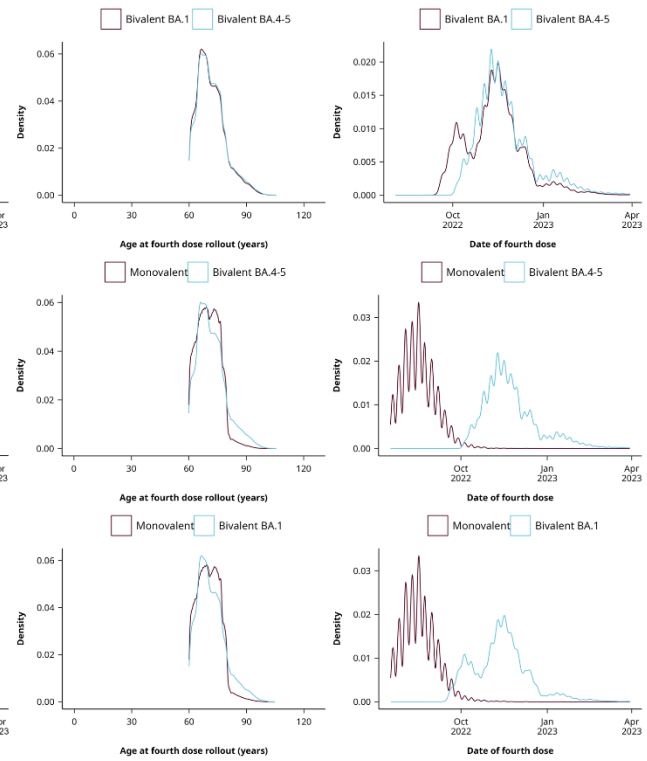 Bivalent BA.1 Bivalent BA.4-5
Bivalent BA.1 Bivalent BA.4-5
0.06
0.04
0.02
0.00
Density
0 30 60 90 120
Age at fourth dose rollout (years)
0.020
0.015
0.010
0.005
0.000
Density
Oct
2022
Jan
2023
Apr
2023
Date of fourth dose
Monovalent Bivalent BA.4-5
Monovalent Bivalent BA.4-5
0.06
0.04
0.02
0.00
Density
0 30 60 90 120
Age at fourth dose rollout (years)
0.03
0.02
0.01
0.00
Density
Oct
2022
Jan
2023
Apr
2023
Date of fourth dose
Monovalent Bivalent BA.1
Monovalent Bivalent BA.1
0.06
0.04
0.02
0.00
Density
0 30 60 90 120
Age at fourth dose rollout (years)
0.03
0.02
0.01
0.00
Density
Oct
2022
Jan
2023
Apr
2023
Date of fourth dose